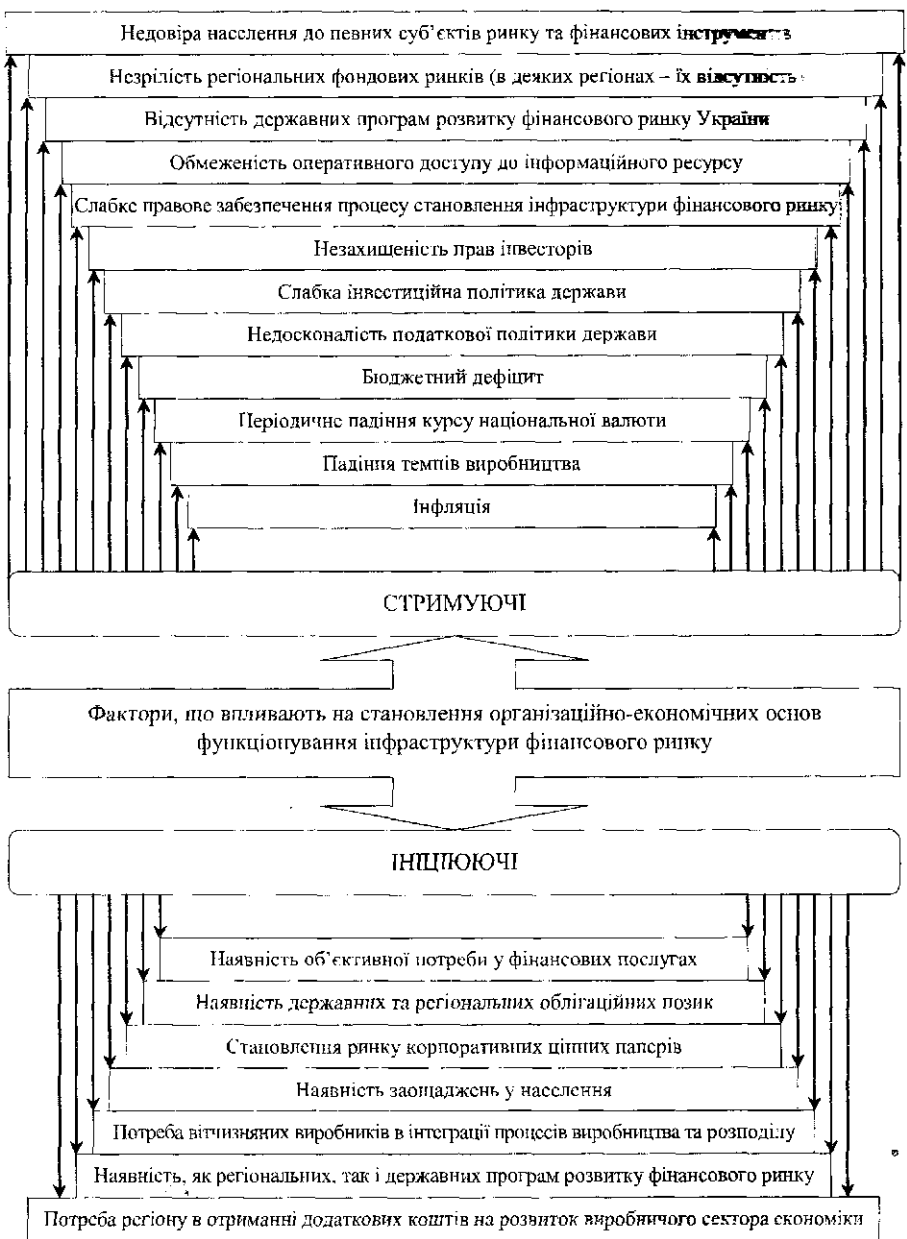 Недовіра населення до певних суб’єктів ринку та фінансових інструментів
Незрілість регіональних фондових ринків (в деяких регіонах – їх відсутність
Відсутність державних програм розвитку фінансового ринку України
Обмеженість оперативного доступу до інформаційного ресурсу
Слабке правове забезпечення процесу становлення інфраструктури фінансового ринку
Незахищеність прав інвесторів
Слабка інвестиційна політика держави
Недосконалість податкової політики держави
Бюджетний дефіцит
Періодичне падіння курсу національної валюти
Падіння темпів виробництва
Інфляція
СТРИМУЮЧІ
Фактори, що впливають на становлення організаційно-економічних основ
функціонування інфраструктури фінансового ринку
ІНІЦІЮЮЧІ
Наявність об’єктивної потреби у фінансових послугах
Наявність державних та регіональних облігаційних позик
Становлення ринку корпоративних цінних паперів
Наявність заощаджень у населення
Потреба вітчизняних виробників в інтеграції процесів виробництва та розподілу
Наявність, як регіональних, так і державних програм розвитку фінансового ринку
Потреба регіону в отриманні додаткових коштів на розвиток виробничого сектора економіки